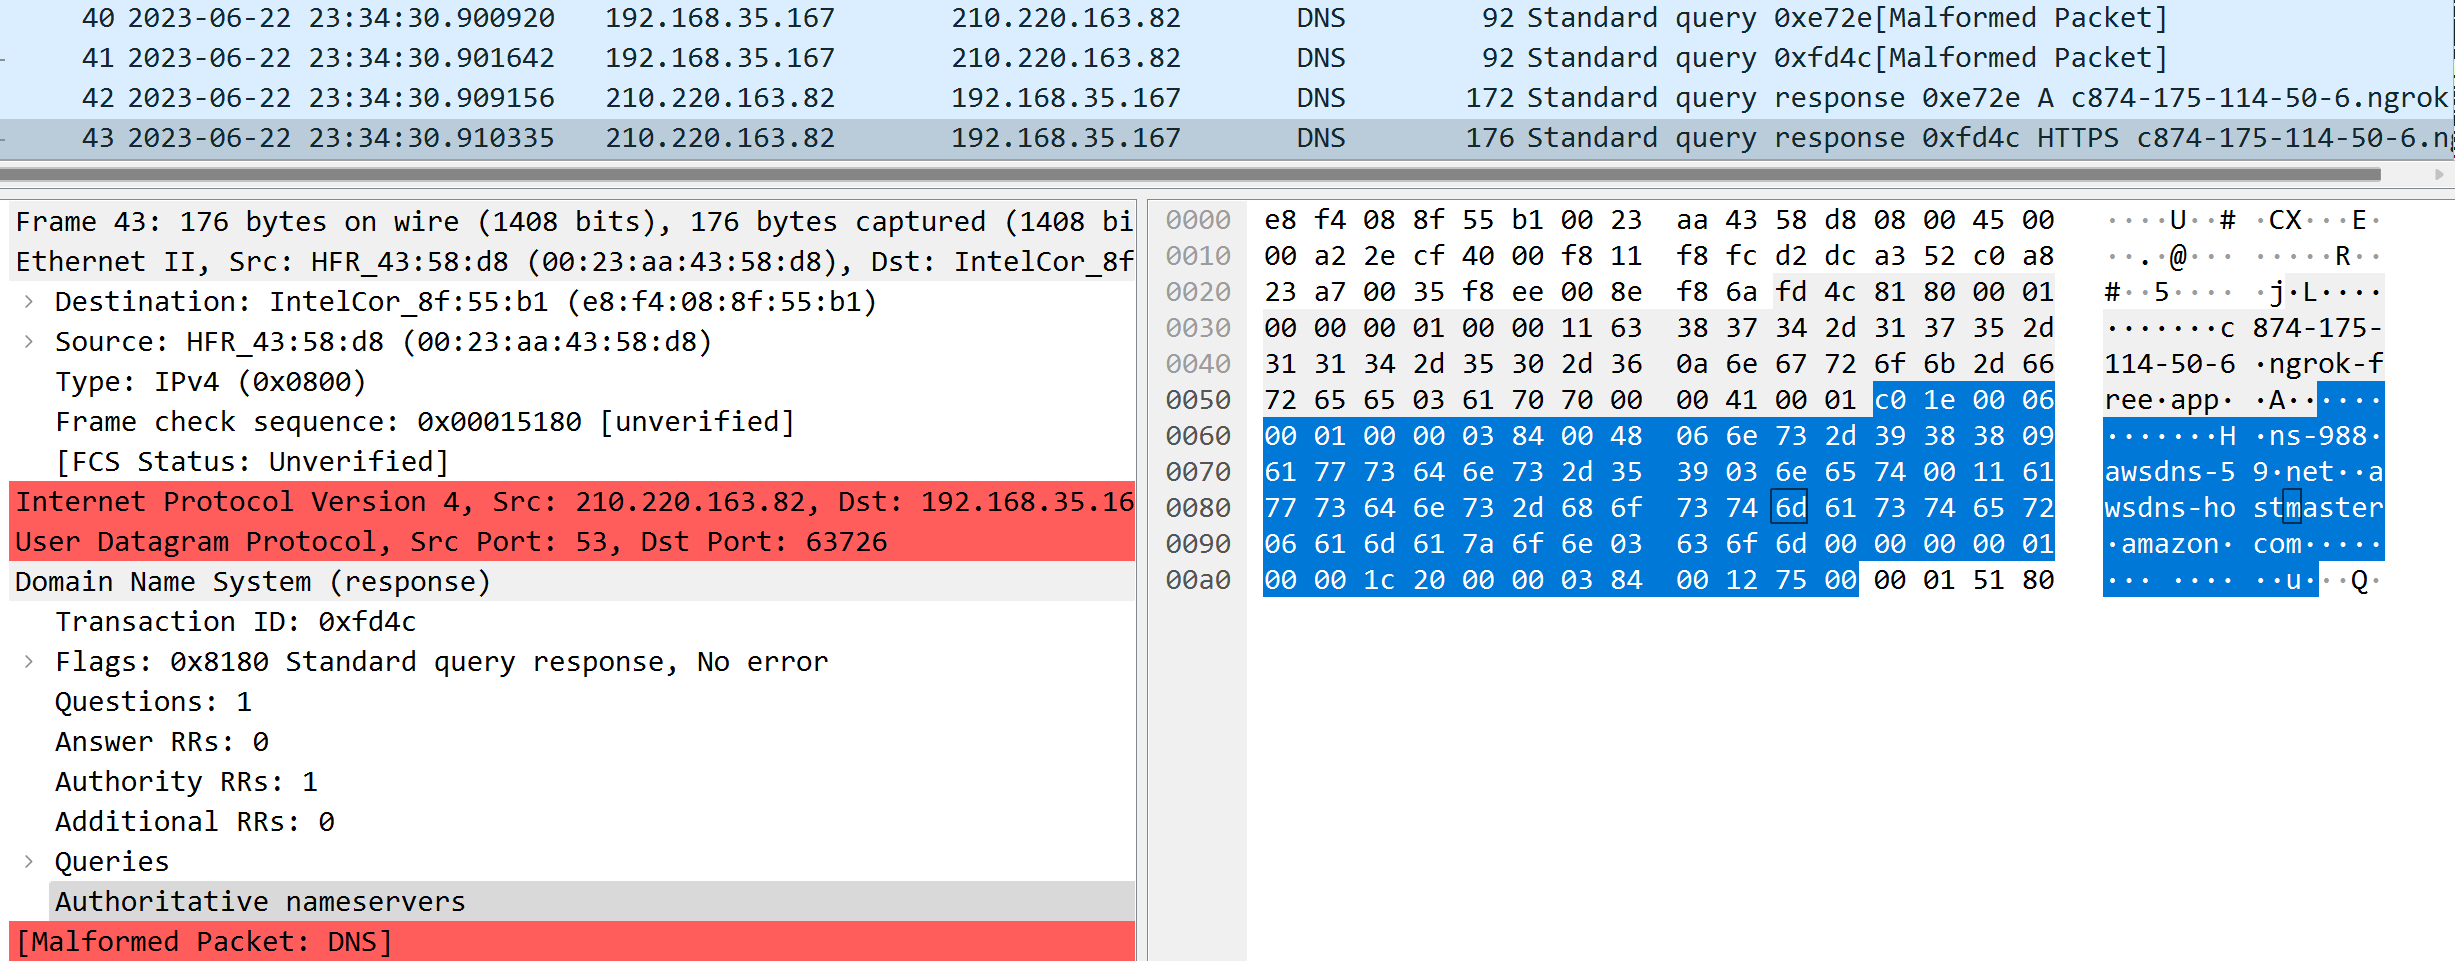 40 2023-06-22 23:34:30.900920 192.168.35.167 210.220.163.82 DNS 92 Standard query 0xe72e[Malformed Packet]
41 2023-06-22 23:34:30.901642 192.168.35.167 210.220.163.82 DNS 92 Standard query 0xfd4c[Malformed Packet]
42 2023-06-22 23:34:30.909156 210.220.163.82 192.168.35.167 DNS 172 Standard query response 0xe72e A c874-175-114-50-6.ngrok
43 2023-06-22 23:34:30.910335 210.220.163.82 192.168.35.167 DNS 176 Standard query response 0xfd4c HTTPS c874-175-114-50-6.n
Frame 43: 176 bytes on wire (1408 bits), 176 bytes captured (1408 bi
Ethernet II, Src: HFR_43:58:d8 (00:23:aa:43:58:d8), Dst: IntelCor_8f
Destination: IntelCor_8f:55:b1 (e8:f4:08:8f:55:b1)
Source: HFR_43:58:d8 (00:23:aa:43:58:d8)
Type: IPv4 (0x0800)
Frame check sequence: 0x00015180 [unverified]
[FCS Status: Unverified]
Internet Protocol Version 4, Src: 210.220.163.82, Dst: 192.168.35.16
User Datagram Protocol, Src Port: 53, Dst Port: 63726
Domain Name System (response)
Transaction ID: 0xfd4c
Flags: 0x8180 Standard query response, No error
Questions: 1
Answer RRs: 0
Authority RRs: 1
Additional RRs: 0
Queries
Authoritative nameservers
[Malformed Packet: DNS]
0000 e8 f4 08 8f 55 b1 00 23 aa 43 58 d8 08 00 45 00 ····U··# ·CX···E·
0010 00 a2 2e cf 40 00 f8 11 f8 fc d2 dc a3 52 c0 a8 ··.·@··· ·····R··
0020 23 a7 00 35 f8 ee 00 8e f8 6a fd 4c 81 80 00 01 #··5···· ·j·L····
0030 00 00 00 01 00 00 11 63 38 37 34 2d 31 37 35 2d ·······c 874-175-
0040 31 31 34 2d 35 30 2d 36 0a 6e 67 72 6f 6b 2d 66 114-50-6 ·ngrok-f
0050 72 65 65 03 61 70 70 00 00 41 00 01 c0 1e 00 06 ree·app· ·A······
0060 00 01 00 00 03 84 00 48 06 6e 73 2d 39 38 38 09 ·······H ·ns-988·
0070 61 77 73 64 6e 73 2d 35 39 03 6e 65 74 00 11 61 awsdns-5 9·net··a
0080 77 73 64 6e 73 2d 68 6f 73 74 6d 61 73 74 65 72 wsdns-ho stmaster
0090 06 61 6d 61 7a 6f 6e 03 63 6f 6d 00 00 00 00 01 ·amazon· com·····
00a0 00 00 1c 20 00 00 03 84 00 12 75 00 00 01 51 80 ··· ···· ··u···Q·